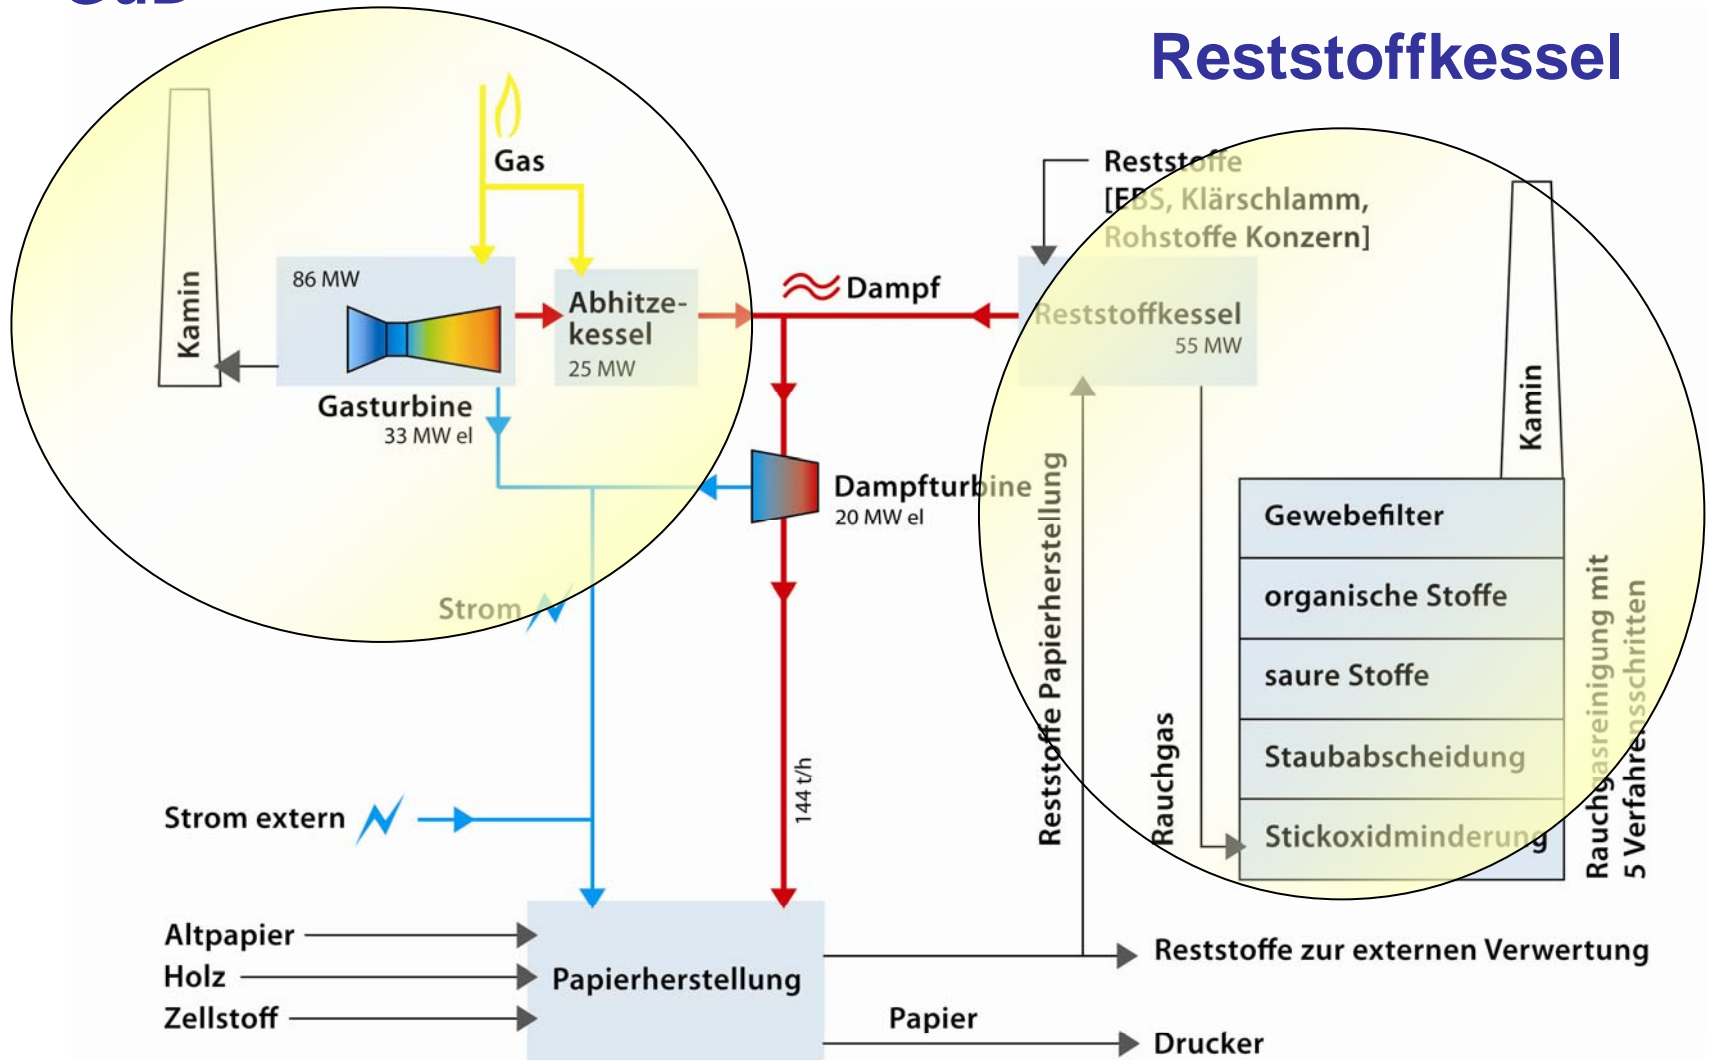 Reststoffkessel
Gas
Reststoffe
[EBS, Klärschlamm,
Rohstoffe Konzern]
Kamin
86 MW
Abhitze-
kessel
25 MW
Dampf
Reststoffkessel
55 MW
Kamin
Gasturbine
33 MW el
Dampfturbine
20 MW el
Strom
Reststoffe Papierherstellung
Rauchgas
Gewebefilter
organische Stoffe
saure Stoffe
Staubabscheidung
Stickoxidminderung
Rauchgasreinigung mit
5 Verfahrensschritten
Strom extern
144 t/h
Altpapier
Holz
Zellstoff
Papierherstellung
Reststoffe zur externen Verwertung
Papier
Drucker